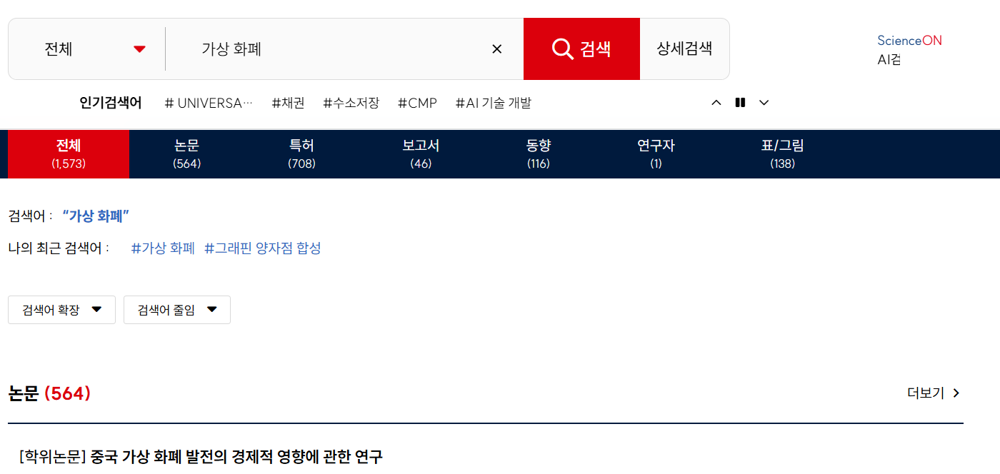 전체 가상 화폐 × 검색 상세검색
ScienceON
AI검
인기검색어 # UNIVERSA··· #채권 #수소저장 #CMP #AI 기술 개발
전체 논문 특허 보고서 동향 연구자 표/그림
(1,573) (564) (708) (46) (116) (1) (138)
검색어 : “가상 화폐”
나의 최근 검색어 : #가상 화폐 #그래핀 양자점 합성
검색어 확장 검색어 줄임
논문 (564) 더보기
[학위논문] 중국 가상 화폐 발전의 경제적 영향에 관한 연구